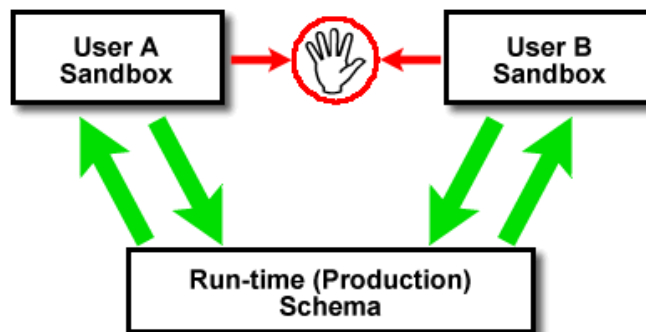 User A
Sandbox
User B
Sandbox
Run-time (Production)
Schema